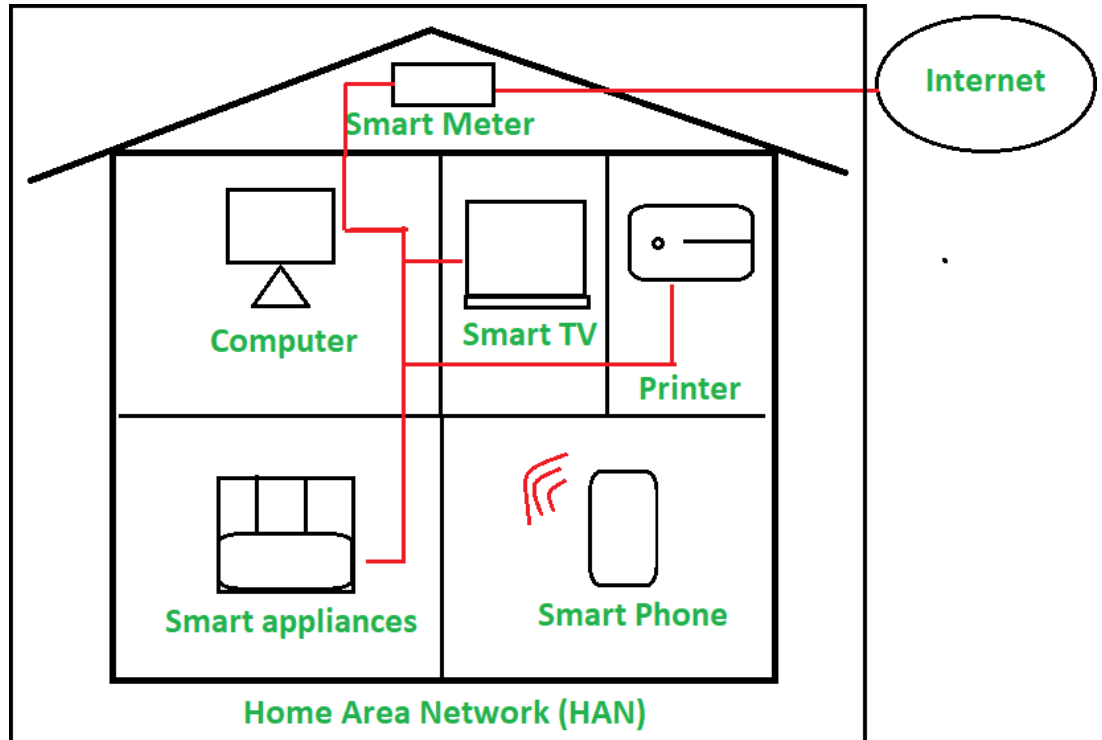 Internet
Smart Meter
Computer
Smart TV
Printer
Smart appliances
Smart Phone
Home Area Network (HAN)